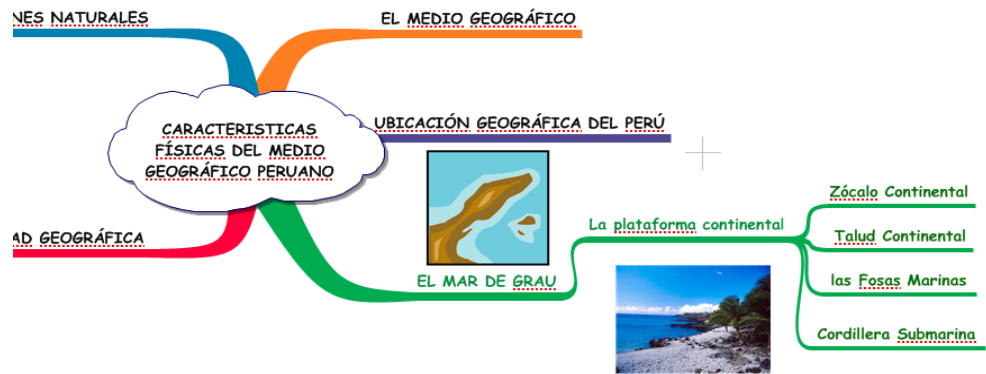 NES NATURALES
EL MEDIO GEOGRÁFICO
CARACTERISTICAS
FÍSICAS DEL MEDIO
GEOGRÁFICO PERUANO
UBICACIÓN GEOGRÁFICA DEL PERÚ
AD GEOGRÁFICA
EL MAR DE GRAU
La plataforma continental
Zócalo Continental
Talud Continental
las Fosas Marinas
Cordillera Submarina